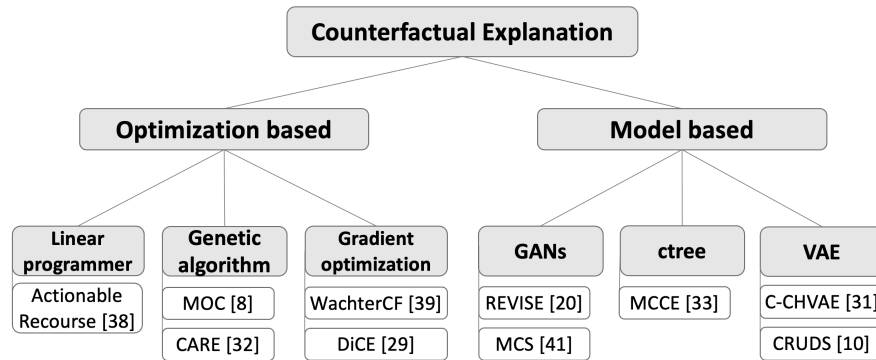 Counterfactual Explanation
Optimization based
Model based
Linear
programmer
Genetic
algorithm
Gradient
optimization
GANs
ctree
VAE
Actionable
Recourse [38]
MOC [8]
WachterCF [39]
REVISE [20]
MCCE [33]
C-CHVAE [31]
CARE [32]
DiCE [29]
MCS [41]
CRUDS [10]